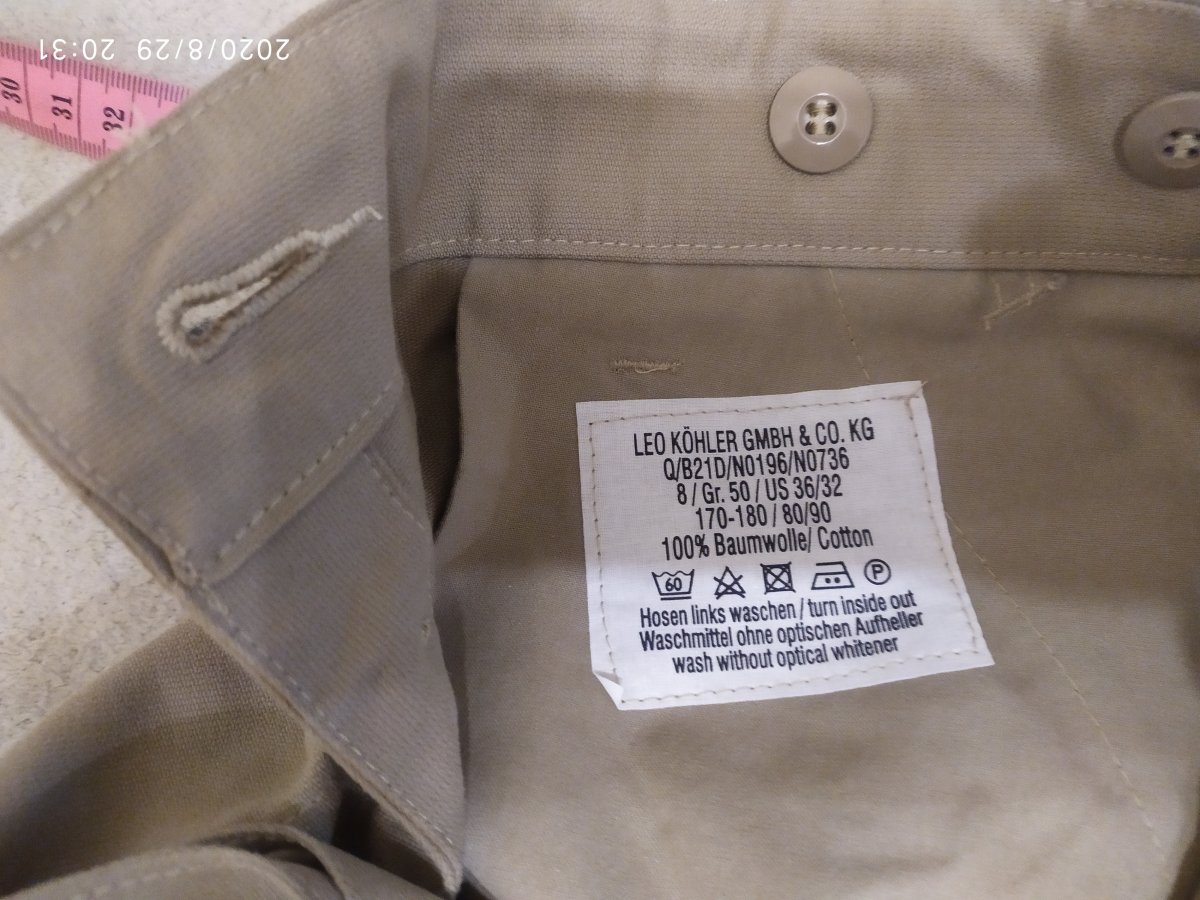 2020/8/29 20:31
30 31 32
LEO KÖHLER GMBH & CO. KG
Q/B21D/N0196/N0736
8 / Gr. 50 / US 36/32
170-180 / 80/90
100% Baumwolle/ Cotton
60 P
Hosen links waschen / turn inside out
Waschmittel ohne optischen Aufheller
wash without optical whitener